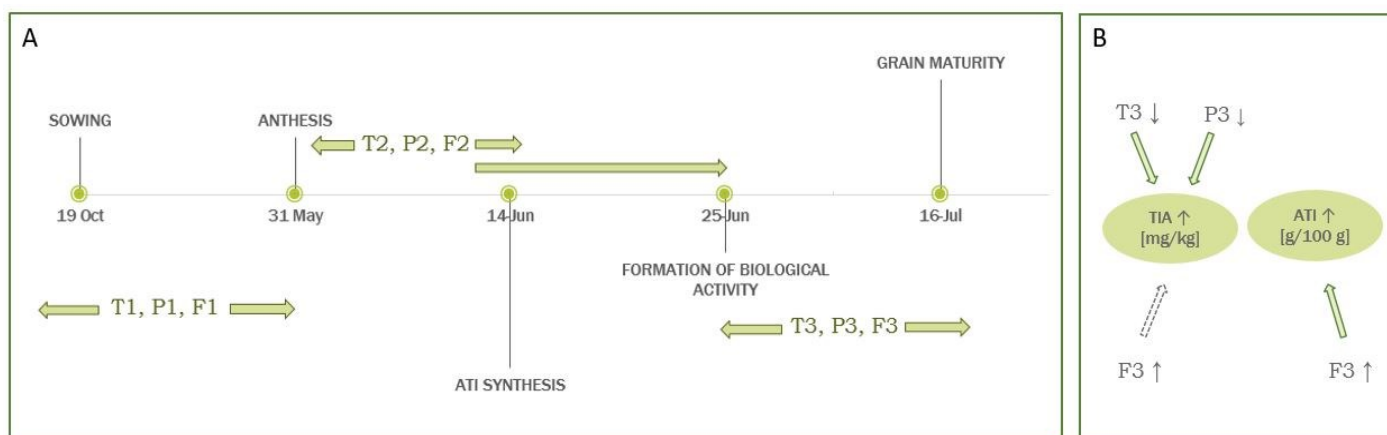 A
GRAIN MATURITY
SOWING
ANTHESIS
T2, P2, F2
19 Oct
31 May
14-Jun
25-Jun
16-Jul
FORMATION OF BIOLOGICAL
ACTIVITY
T1, P1, F1
T3, P3, F3
ATI SYNTHESIS
B
T3 ↓
P3 ↓
TIA ↑
[mg/kg]
ATI ↑
[g/100 g]
F3 ↑
F3 ↑